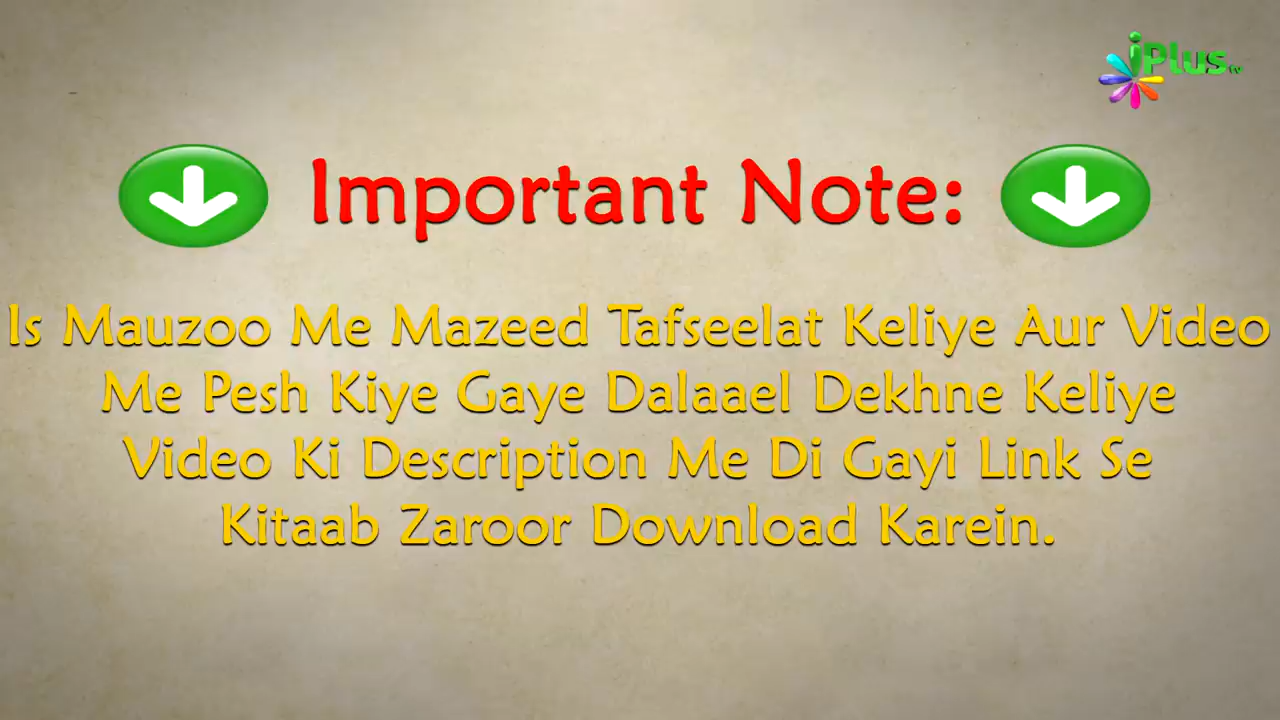 iPlus tv
Important Note:
Is Mauzoo Me Mazeed Tafseelat Keliye Aur Video
Me Pesh Kiye Gaye Dalaael Dekhne Keliye
Video Ki Description Me Di Gayi Link Se
Kitaab Zaroor Download Karein.